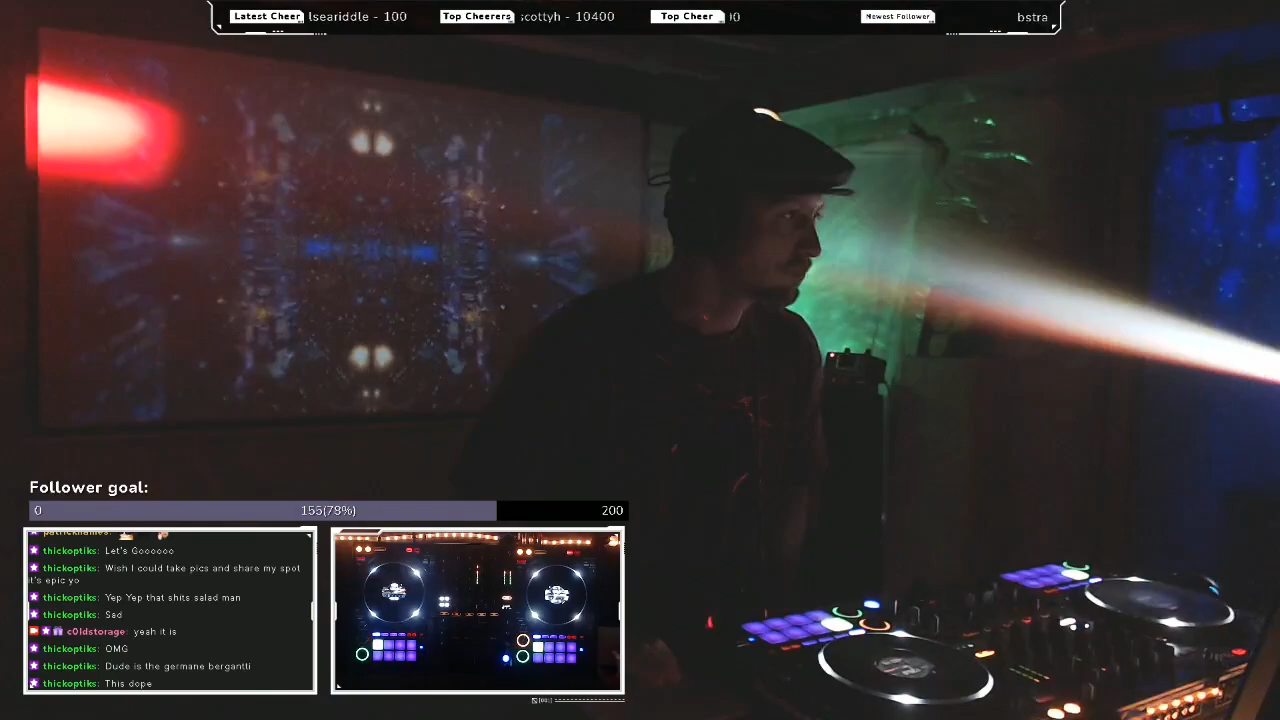 Latest Cheer lseariddle - 100
Top Cheerers scottyh - 10400
Top Cheer
Newest Follower bstra
Follower goal:
0 155(78%) 200
thickoptiks: Let's Goooooo
thickoptiks: Wish I could take pics and share my spot
it's epic yo
thickoptiks: Yep Yep that shits salad man
thickoptiks: Sad
c0ldstorage: yeah it is
thickoptiks: OMG
thickoptiks: Dude is the germane bergantti
thickoptiks: This dope